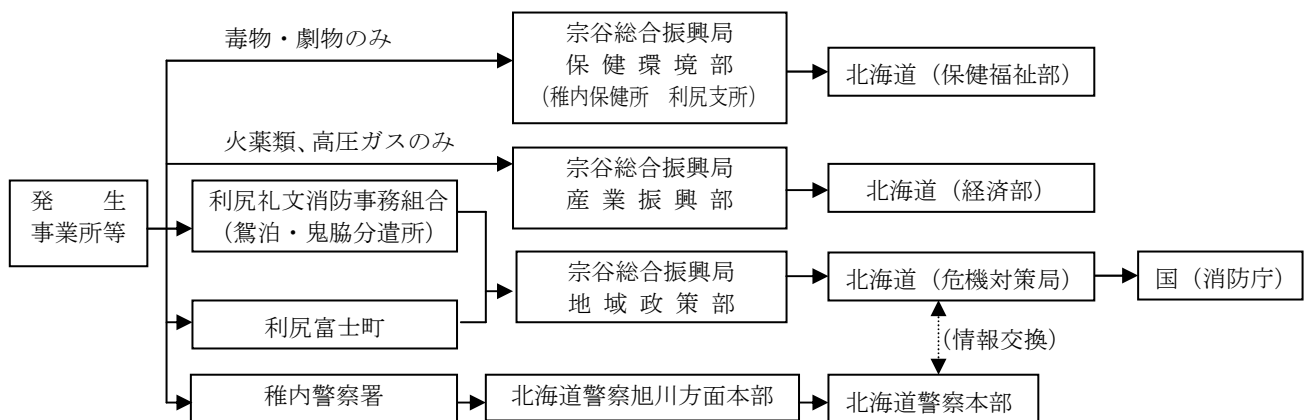 毒物・劇物のみ
宗谷総合振興局
保健環境部
（稚内保健所　利尻支所）
北海道（保健福祉部）
火薬類、高圧ガスのみ
宗谷総合振興局
産業振興部
北海道（経済部）
発　　生
事業所等
利尻礼文消防事務組合
（鴛泊・鬼脇分遣所）
宗谷総合振興局
地域政策部
北海道（危機対策局）
国（消防庁）
利尻富士町
（情報交換）
稚内警察署
北海道警察旭川方面本部
北海道警察本部